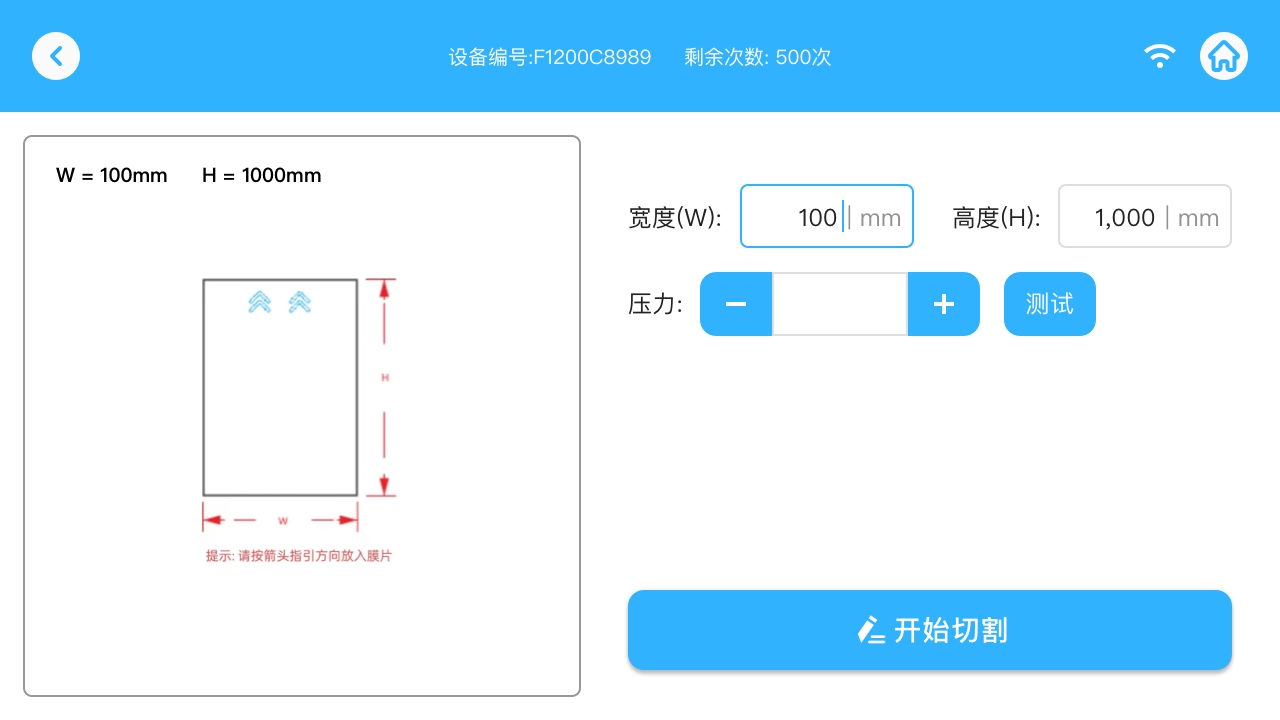 设备编号:F1200C8989 剩余次数: 500次
W = 100mm H = 1000mm
宽度(W): 100 | mm 高度(H): 1,000 | mm
压力: − + 测试
H
W
提示: 请按箭头指引方向放入膜片
开始切割